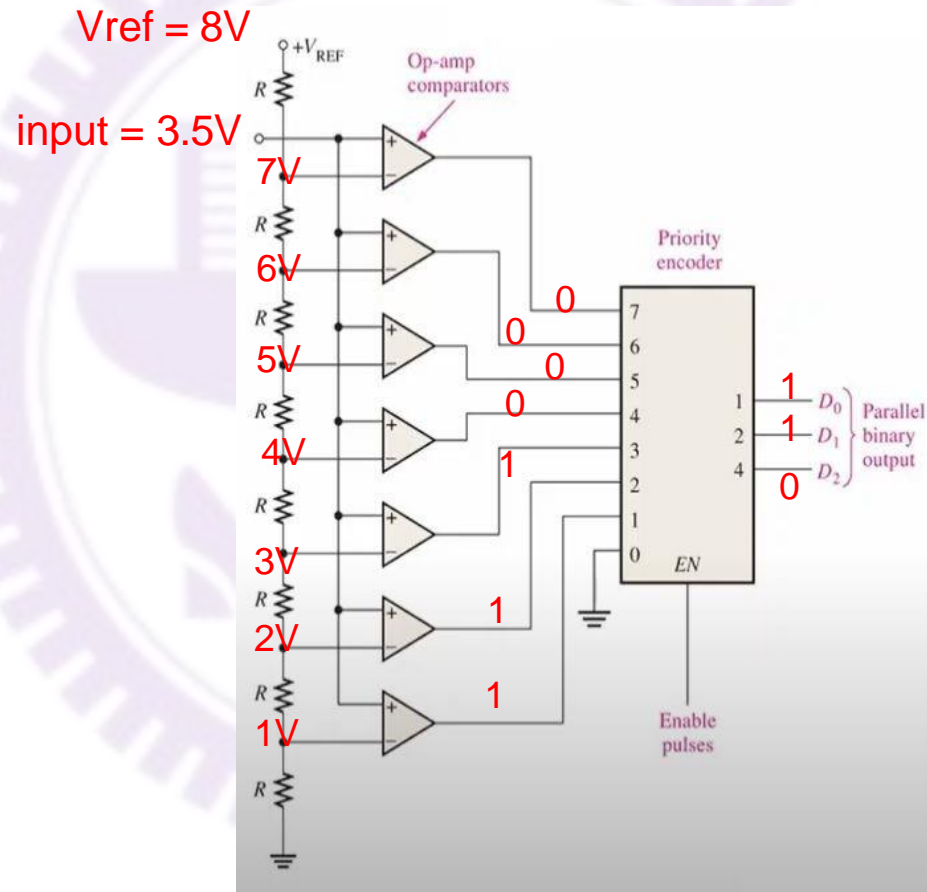 Vref = 8V
+VREF
Op-amp
comparators
R
input = 3.5V
+
7V
−
R
+
6V
−
Priority
encoder
R
+
5V
−
R
+
4V
−
R
+
3V
−
R
+
2V
−
R
+
1V
−
R
0
0
0
0
1
1
1
7
6
5
4
3
2
1
0
EN
1
2
4
1
1
0
D0
D1
D2
Parallel
binary
output
Enable
pulses